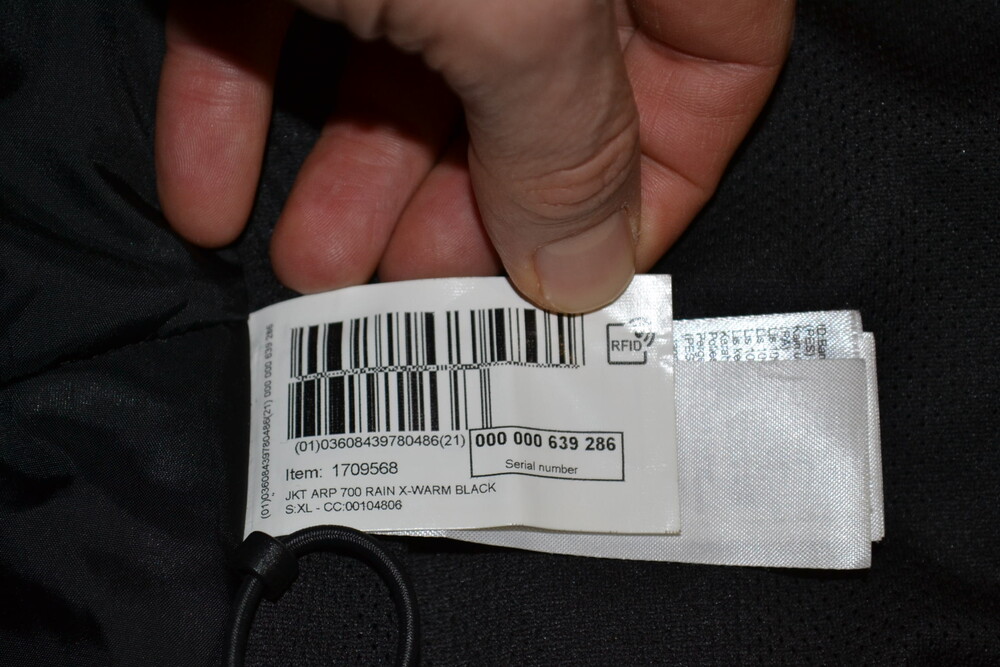 RFID
(01)03608439780486(21)
000 000 639 286
Serial number
Item: 1709568
JKT ARP 700 RAIN X-WARM BLACK
S:XL - CC:00104806
(01)03608439780486(21) 000 000 639 286